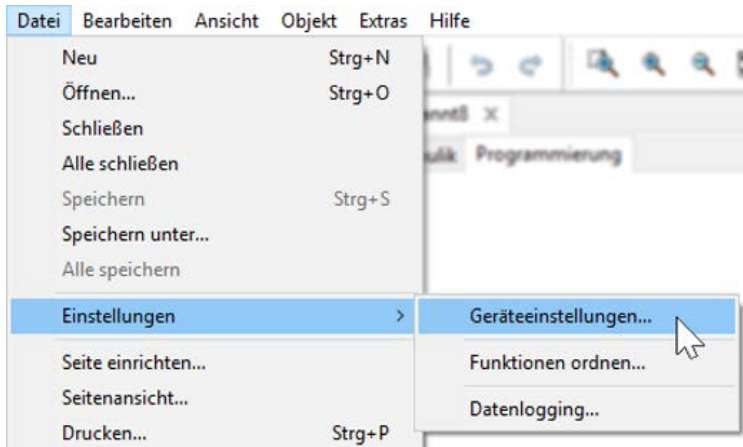 Datei Bearbeiten Ansicht Objekt Extras Hilfe
Neu Strg+N
Öffnen... Strg+O
Schließen
Alle schließen
Speichern Strg+S
Speichern unter...
Alle speichern
Einstellungen >
Geräteeinstellungen...
Funktionen ordnen...
Datenlogging...
Seite einrichten...
Seitenansicht...
Drucken... Strg+P
Programmierung